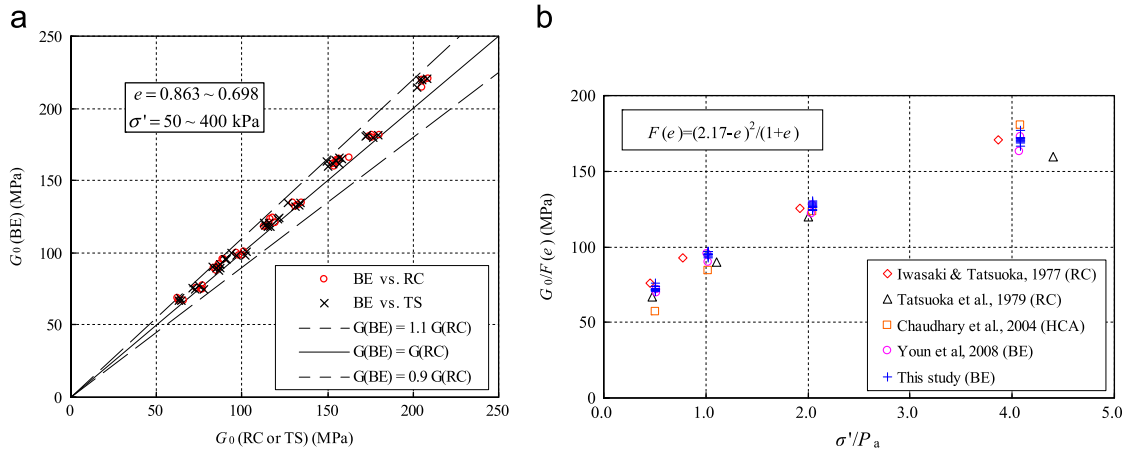 a
250
200
150
100
50
0
G0 (BE) (MPa)
e = 0.863 ~ 0.698
σ' = 50 ~ 400 kPa
BE vs. RC
BE vs. TS
G(BE) = 1.1 G(RC)
G(BE) = G(RC)
G(BE) = 0.9 G(RC)
0 50 100 150 200 250
G0 (RC or TS) (MPa)
b
200
150
100
50
0
G0/F(e) (MPa)
F(e)=(2.17-e)²/(1+e)
Iwasaki & Tatsuoka, 1977 (RC)
Tatsuoka et al., 1979 (RC)
Chaudhary et al., 2004 (HCA)
Youn et al, 2008 (BE)
This study (BE)
0.0 1.0 2.0 3.0 4.0 5.0
σ'/Pa